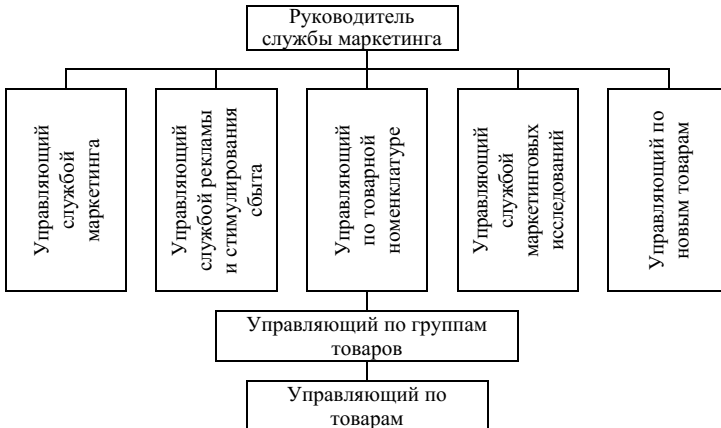 Руководитель
службы маркетинга
Управляющий
службой
маркетинга
Управляющий
службой рекламы
и стимулирования
сбыта
Управляющий
по товарной
номенклатуре
Управляющий
службой
маркетинговых
исследований
Управляющий по
новым товарам
Управляющий по группам
товаров
Управляющий по
товарам